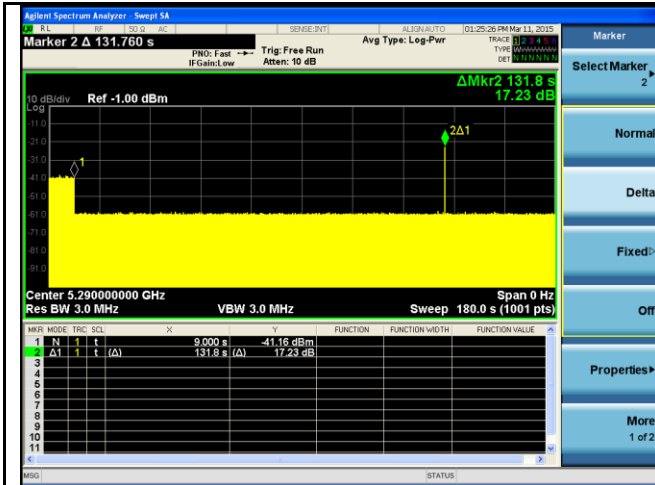 Agilent Spectrum Analyzer - Swept SA
RL RF 50 Ω AC SENSE:INT ALIGNAUTO 01:25:26 PM Mar 11, 2015
Marker 2 Δ 131.760 s
PNO: Fast Trig: Free Run Avg Type: Log-Pwr TRACE 1 2 3 4 5 6
IFGain:Low Atten: 10 dB TYPE
DET N N N N N N
ΔMkr2 131.8 s
17.23 dB
10 dB/div Ref -1.00 dBm
Log
-11.0
-21.0
-31.0
-41.0
-51.0
-61.0
-71.0
-81.0
-91.0
1
2Δ1
Center 5.290000000 GHz Span 0 Hz
Res BW 3.0 MHz VBW 3.0 MHz Sweep 180.0 s (1001 pts)
MKR MODE TRC SCL X Y FUNCTION FUNCTION WIDTH FUNCTION VALUE
1 N 1 t 9.000 s -41.16 dBm
2 Δ1 1 t (Δ) 131.8 s (Δ) 17.23 dB
3
4
5
6
7
8
9
10
11
MSG STATUS
Marker
Select Marker
2
Normal
Delta
Fixed
Off
Properties
More
1 of 2